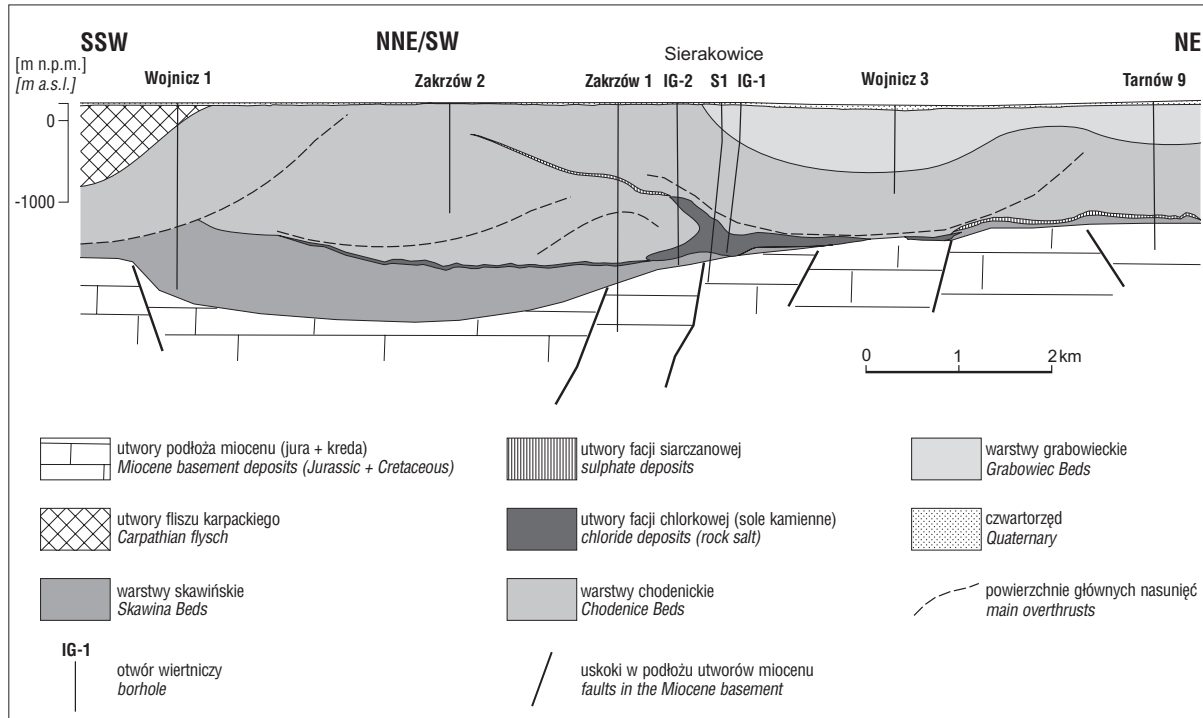 SSW
NNE/SW
NE
Sierakowice
[m n.p.m.]
[m a.s.l.]
Wojnicz 1
Zakrzów 2
Zakrzów 1
IG-2
S1
IG-1
Wojnicz 3
Tarnów 9
0
-1000
0
1
2 km
utwory podłoża miocenu (jura + kreda)
Miocene basement deposits (Jurassic + Cretaceous)
utwory facji siarczanowej
sulphate deposits
warstwy grabowieckie
Grabowiec Beds
utwory fliszu karpackiego
Carpathian flysch
utwory facji chlorkowej (sole kamienne)
chloride deposits (rock salt)
czwartorzęd
Quaternary
warstwy skawińskie
Skawina Beds
warstwy chodenickie
Chodenice Beds
powierzchnie głównych nasunięć
main overthrusts
IG-1
otwór wiertniczy
borhole
uskoki w podłożu utworów miocenu
faults in the Miocene basement